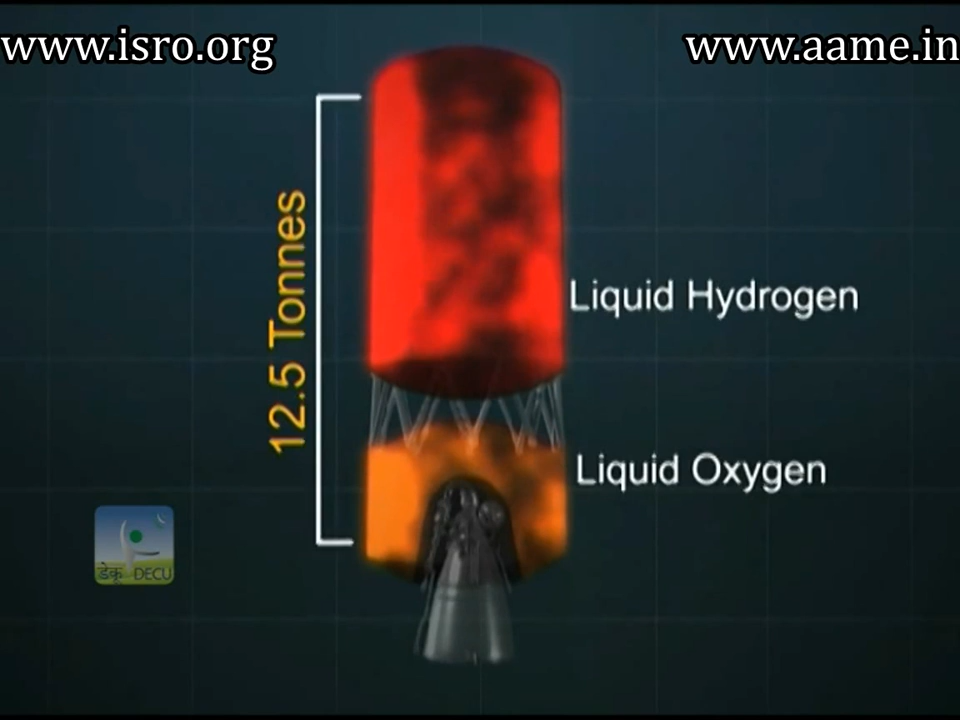 www.isro.org
www.aame.in
12.5 Tonnes
Liquid Hydrogen
Liquid Oxygen
डेकू DECU